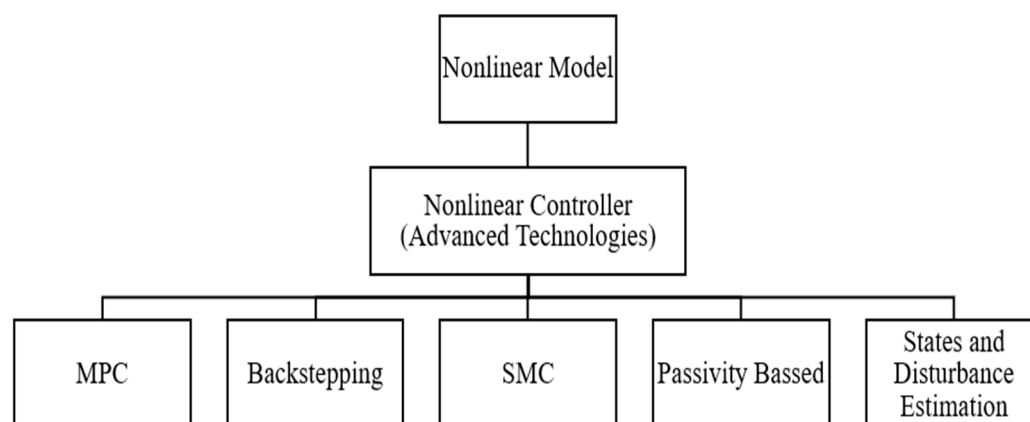 Nonlinear Model
Nonlinear Controller
(Advanced Technologies)
MPC
Backstepping
SMC
Passivity Bassed
States and
Disturbance
Estimation